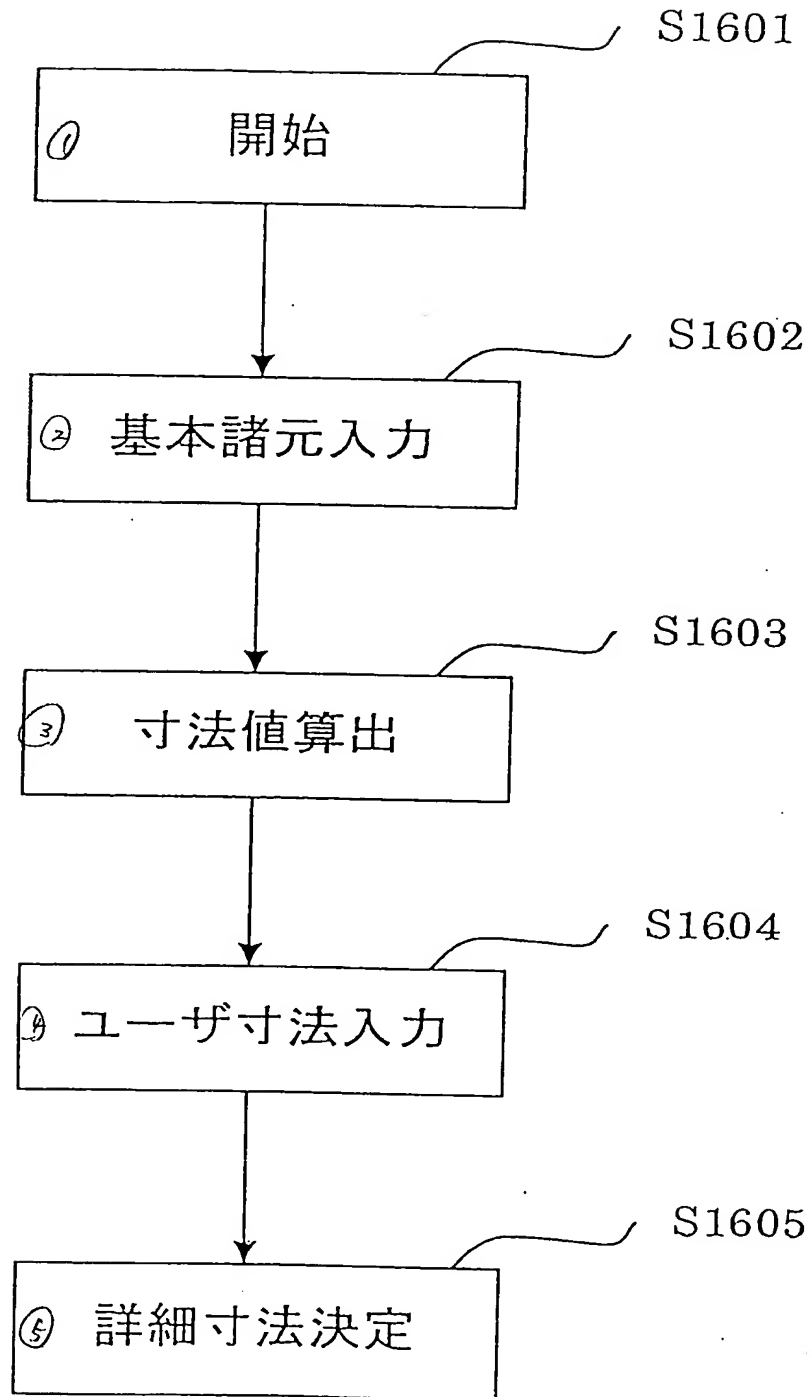 S1601
① 開始
S1602
② 基本諸元入力
S1603
③ 寸法値算出
S1604
④ ユーザ寸法入力
S1605
⑤ 詳細寸法決定